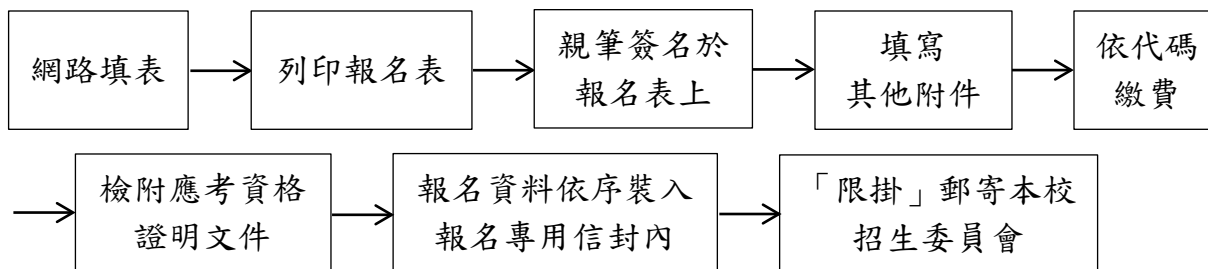 網路填表
列印報名表
親筆簽名於
報名表上
填寫
其他附件
依代碼
繳費
檢附應考資格
證明文件
報名資料依序裝入
報名專用信封內
「限掛」郵寄本校
招生委員會